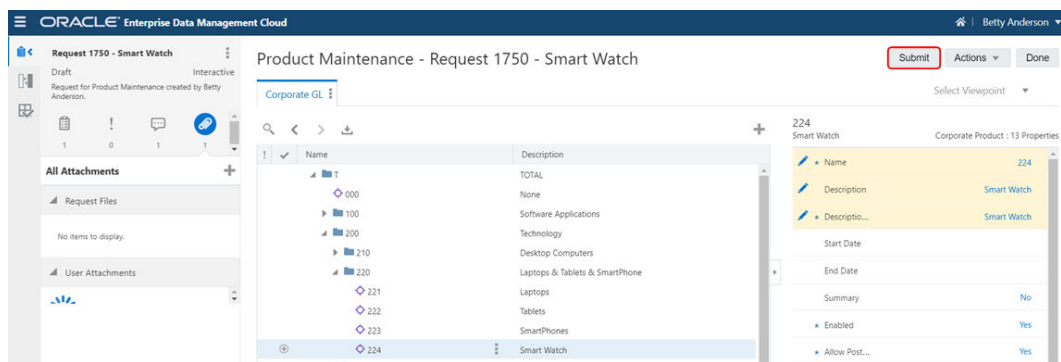 ORACLE® Enterprise Data Management Cloud
Betty Anderson
Request 1750 - Smart Watch
Draft Interactive
Request for Product Maintenance created by Betty
Anderson.
1 0 1 1
All Attachments
Request Files
No items to display.
User Attachments
Product Maintenance - Request 1750 - Smart Watch
Submit Actions Done
Corporate GL
Select Viewpoint
! Name Description
T TOTAL
000 None
100 Software Applications
200 Technology
210 Desktop Computers
220 Laptops & Tablets & SmartPhone
221 Laptops
222 Tablets
223 SmartPhones
224 Smart Watch
224
Smart Watch Corporate Product : 13 Properties
* Name 224
Description Smart Watch
* Descriptio... Smart Watch
Start Date
End Date
Summary No
* Enabled Yes
* Allow Post... Yes